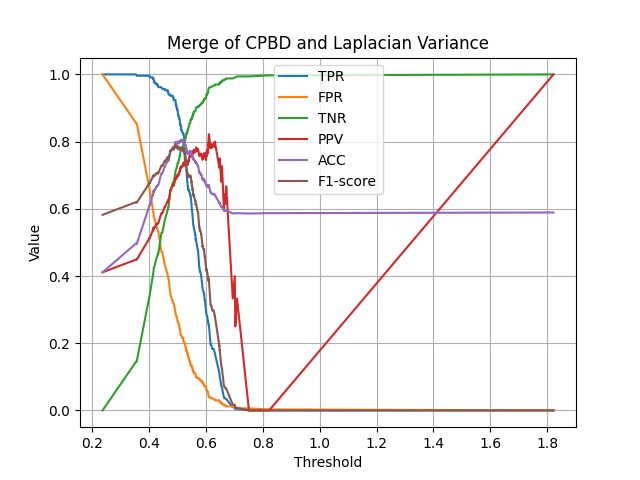 Merge of CPBD and Laplacian Variance
1.0
0.8
0.6
0.4
0.2
0.0
Value
TPR
FPR
TNR
PPV
ACC
F1-score
0.2 0.4 0.6 0.8 1.0 1.2 1.4 1.6 1.8
Threshold